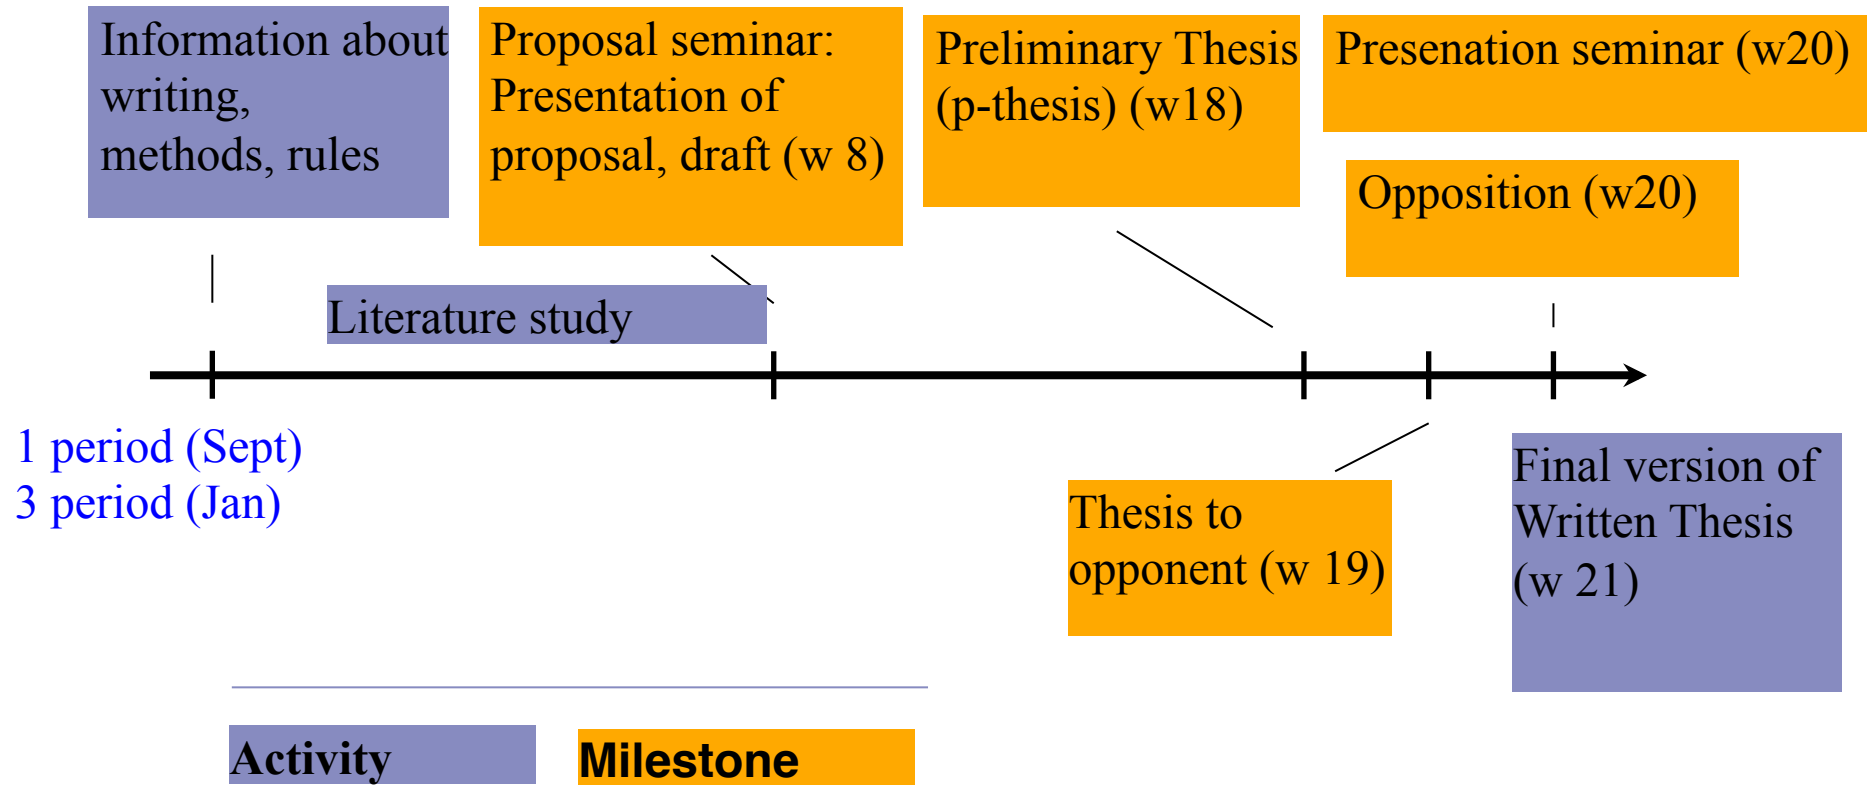 Information about
writing,
methods, rules
Proposal seminar:
Presentation of
proposal, draft (w 8)
Preliminary Thesis
(p-thesis) (w18)
Presenation seminar (w20)
Opposition (w20)
Literature study
1 period (Sept)
3 period (Jan)
Thesis to
opponent (w 19)
Final version of
Written Thesis
(w 21)
Activity
Milestone